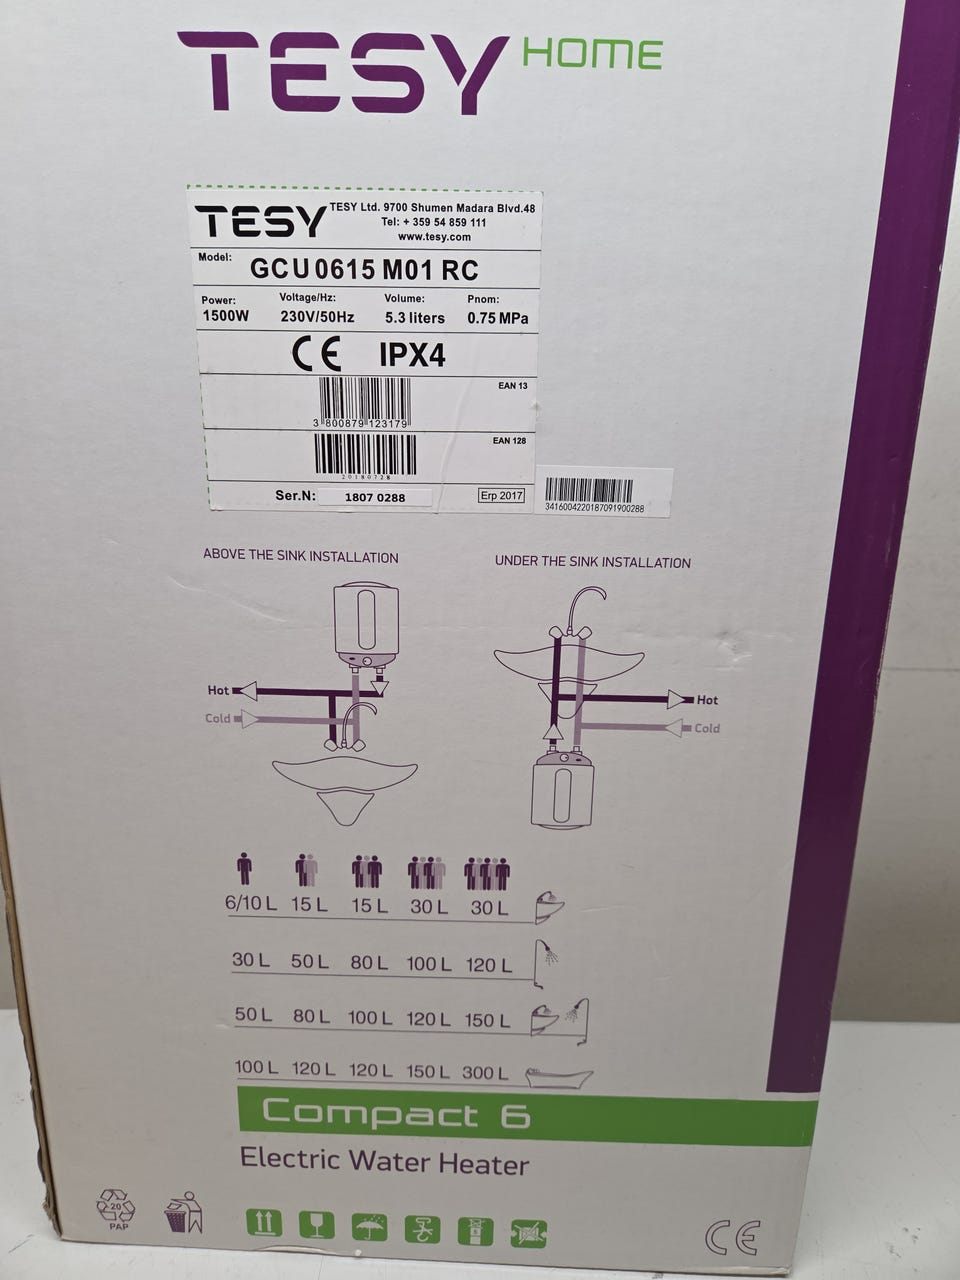 TESY HOME
TESY
TESY Ltd. 9700 Shumen Madara Blvd.48
Tel: + 359 54 859 111
www.tesy.com
Model: GCU 0615 M01 RC
Power: Voltage/Hz: Volume: Pnom:
1500W 230V/50Hz 5.3 liters 0.75 MPa
CE IPX4
EAN 13
3 800879 123179
EAN 128
20180728
Ser.N: 1807 0288 Erp 2017
3416004220187091900288
ABOVE THE SINK INSTALLATION UNDER THE SINK INSTALLATION
Hot Hot
Cold Cold
6/10 L 15 L 15 L 30 L 30 L
30 L 50 L 80 L 100 L 120 L
50 L 80 L 100 L 120 L 150 L
100 L 120 L 120 L 150 L 300 L
Compact 6
Electric Water Heater
20
PAP
CE